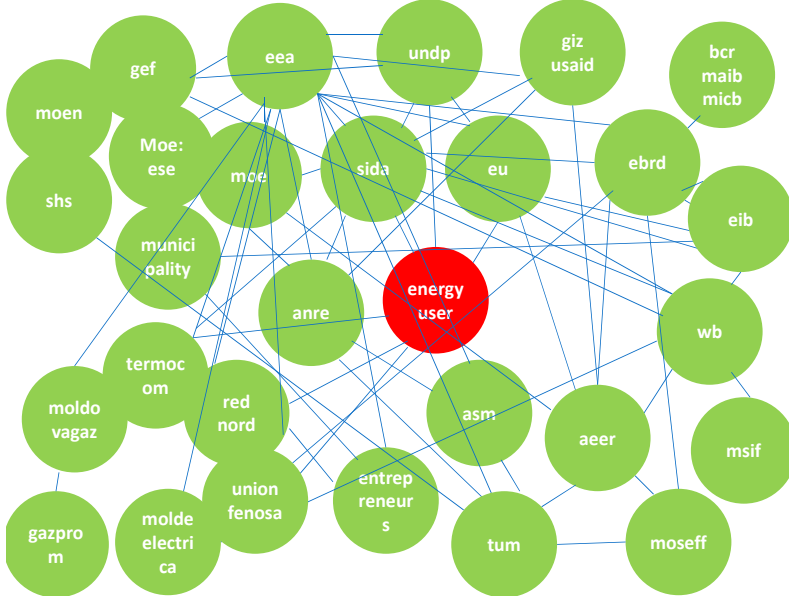 eea
undp
giz
usaid
gef
bcr
maib
micb
moen
Moe:
ese
moe
sida
eu
ebrd
shs
eib
munici
pality
energy
user
anre
wb
termoc
om
moldo
vagaz
red
nord
asm
aeer
msif
union
fenosa
entrep
reneur
s
gazpro
m
molde
electri
ca
tum
moseff